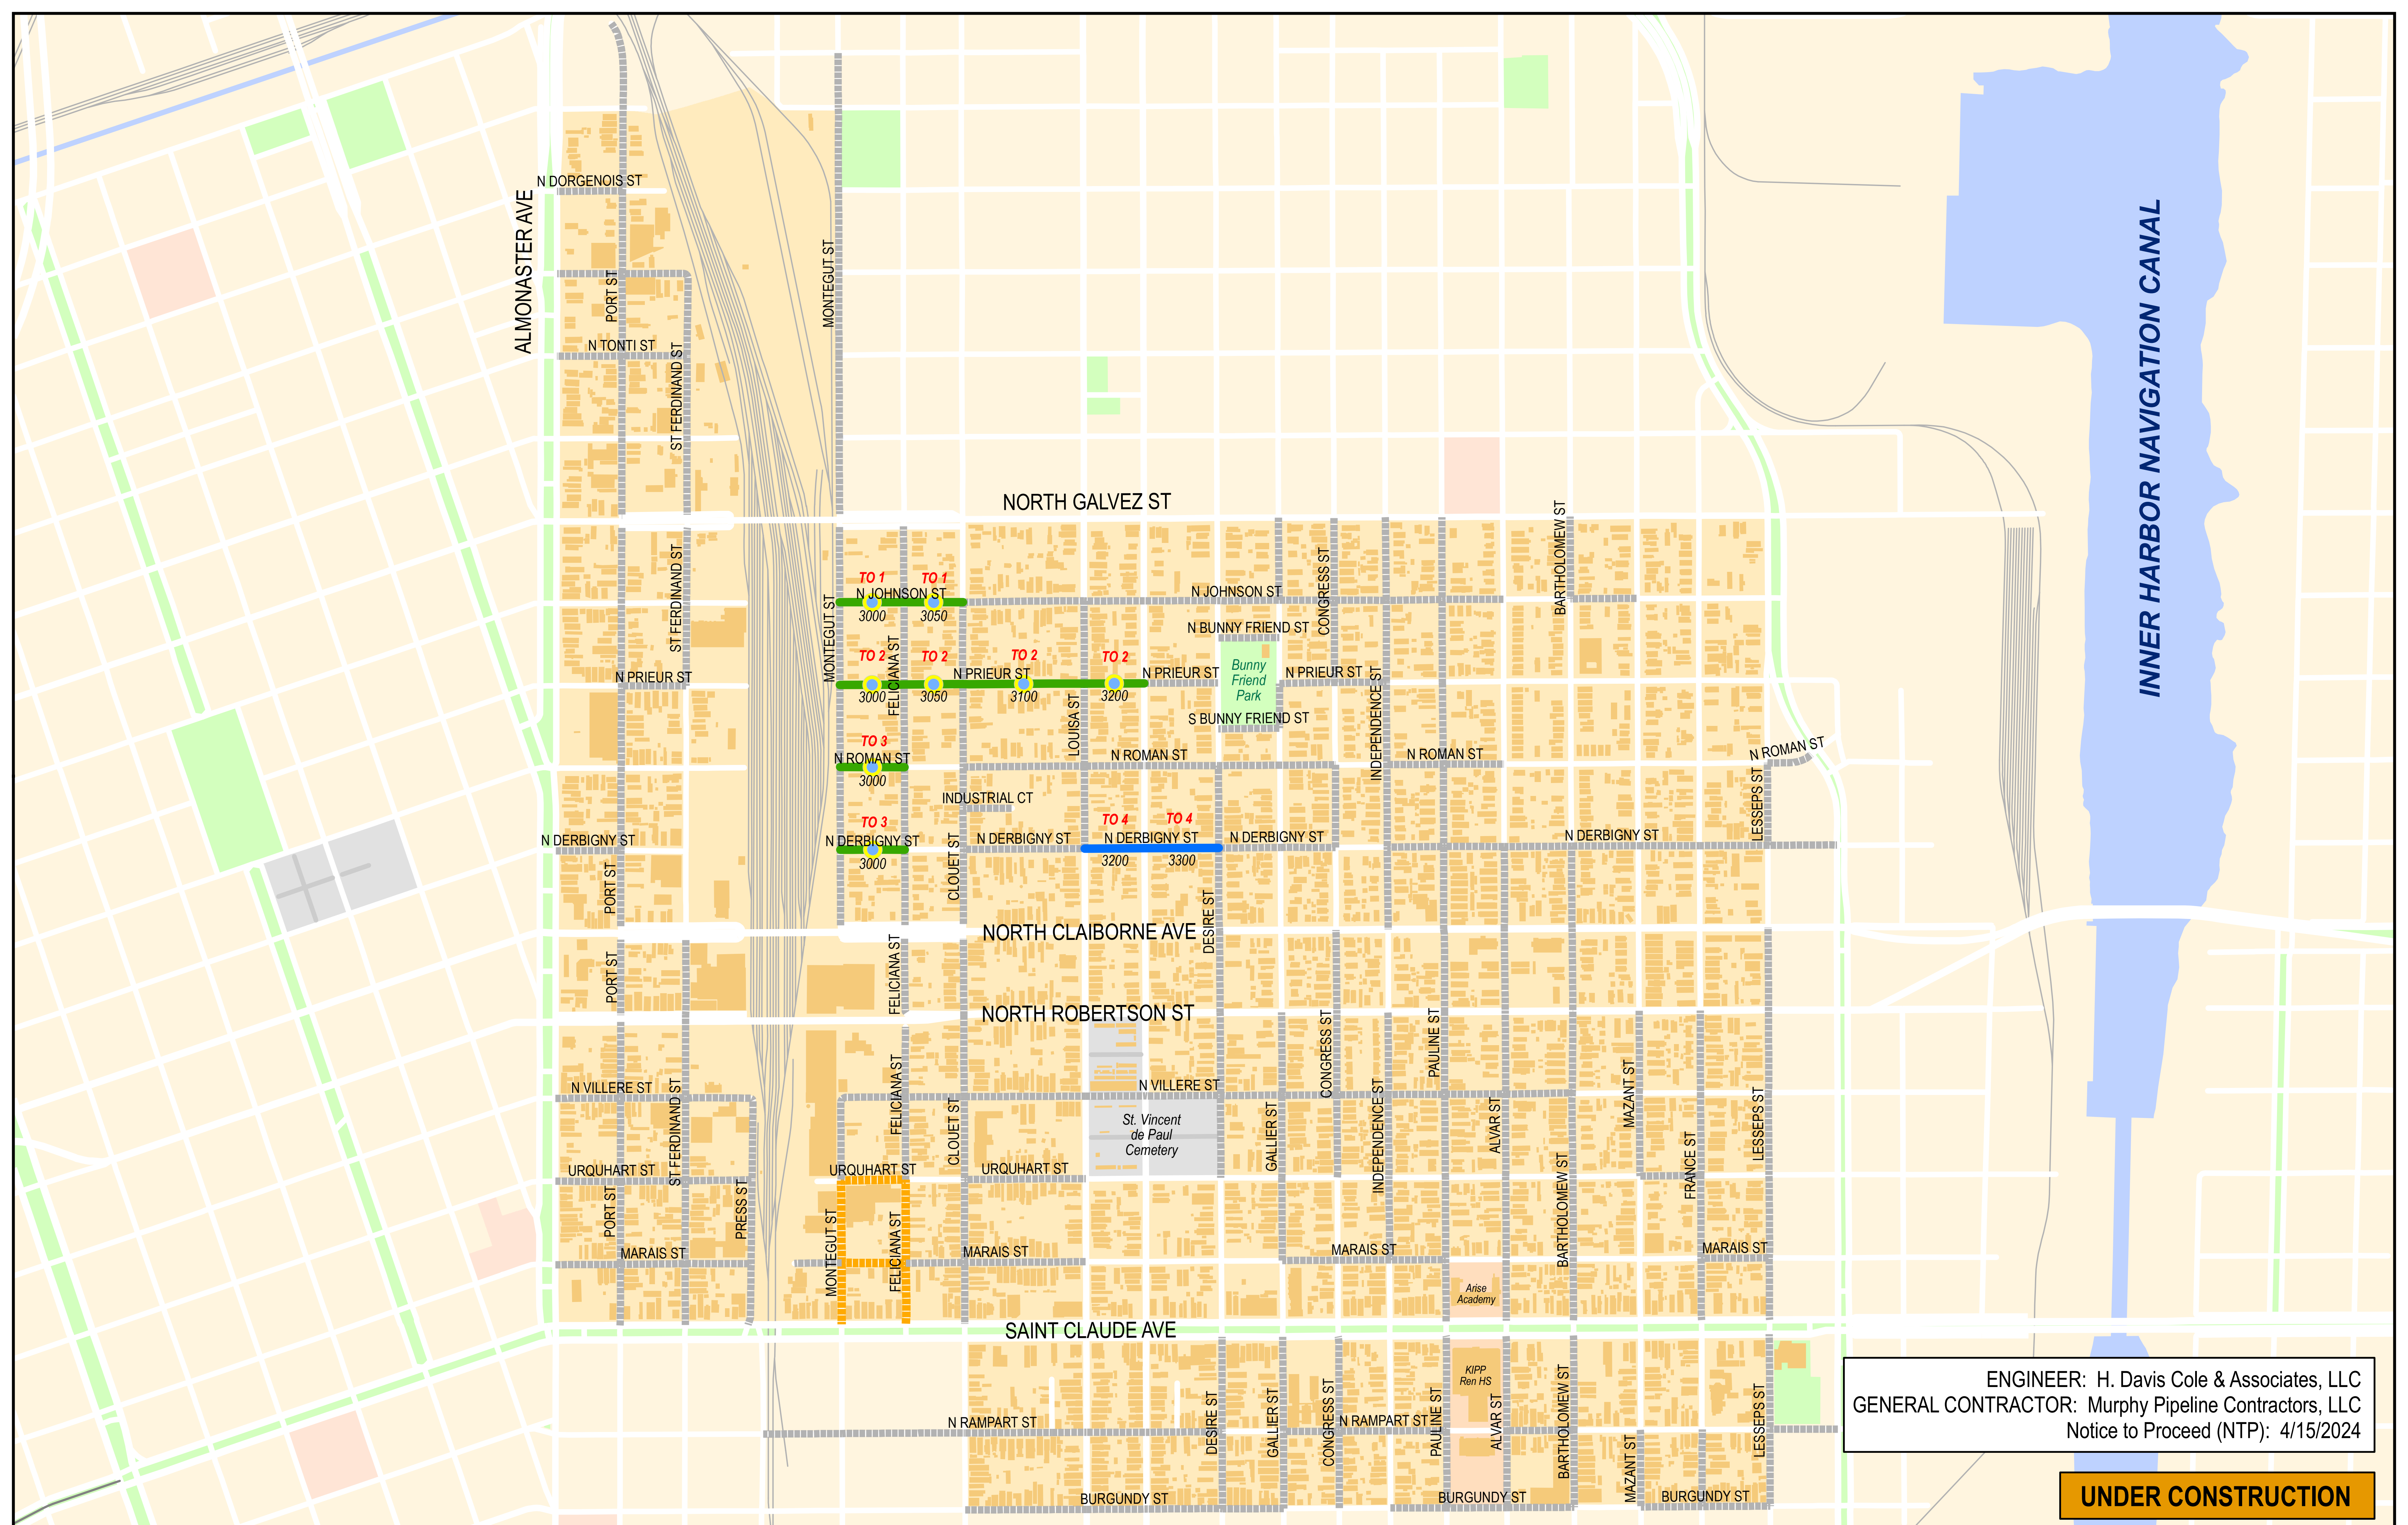 N DORGENOIS ST
ALMONASTER AVE
PORT ST
MONTEGUT ST
INNER HARBOR NAVIGATION CANAL
N TONTI ST
ST FERDINAND ST
NORTH GALVEZ ST
BARTHOLOMEW ST
ST FERDINAND ST
CONGRESS ST
TO 1
TO 1
N JOHNSON ST
N JOHNSON ST
3000
3050
MONTEGUT ST
N BUNNY FRIEND ST
FELICIANA ST
TO 2
TO 2
TO 2
TO 2
Bunny
Friend
Park
N PRIEUR ST
N PRIEUR ST
N PRIEUR ST
N PRIEUR ST
3000
3050
3100
3200
INDEPENDENCE ST
LOUISA ST
S BUNNY FRIEND ST
TO 3
N ROMAN ST
N ROMAN ST
N ROMAN ST
N ROMAN ST
3000
LESSEPS ST
INDUSTRIAL CT
TO 3
TO 4
TO 4
N DERBIGNY ST
N DERBIGNY ST
N DERBIGNY ST
N DERBIGNY ST
N DERBIGNY ST
N DERBIGNY ST
3000
3200
3300
PORT ST
CLOUET ST
DESIRE ST
NORTH CLAIBORNE AVE
PORT ST
FELICIANA ST
NORTH ROBERTSON ST
CONGRESS ST
PAULINE ST
N VILLERE ST
N VILLERE ST
ST FERDINAND ST
FELICIANA ST
CLOUET ST
St. Vincent
de Paul
Cemetery
GALLIER ST
INDEPENDENCE ST
ALVAR ST
MAZANT ST
LESSEPS ST
FRANCE ST
URQUHART ST
URQUHART ST
URQUHART ST
PORT ST
PRESS ST
MONTEGUT ST
FELICIANA ST
BARTHOLOMEW ST
MARAIS ST
MARAIS ST
MARAIS ST
MARAIS ST
Arise
Academy
SAINT CLAUDE AVE
KIPP
Ren HS
DESIRE ST
GALLIER ST
CONGRESS ST
PAULINE ST
ALVAR ST
BARTHOLOMEW ST
MAZANT ST
LESSEPS ST
N RAMPART ST
N RAMPART ST
BURGUNDY ST
BURGUNDY ST
BURGUNDY ST
ENGINEER: H. Davis Cole & Associates, LLC
GENERAL CONTRACTOR: Murphy Pipeline Contractors, LLC
Notice to Proceed (NTP): 4/15/2024
UNDER CONSTRUCTION